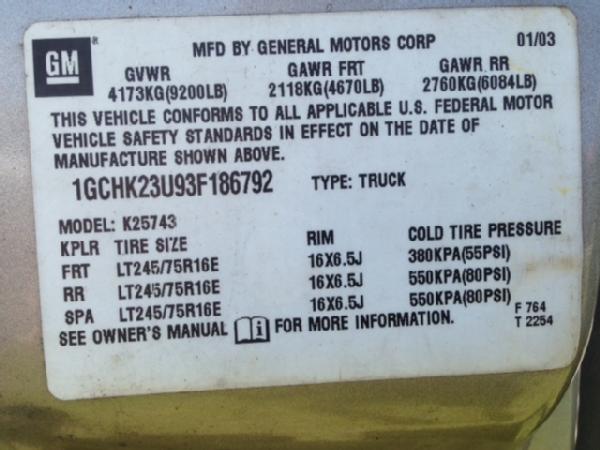 GM ® MFD BY GENERAL MOTORS CORP 01/03
GVWR GAWR FRT GAWR RR
4173KG(9200LB) 2118KG(4670LB) 2760KG(6084LB)
THIS VEHICLE CONFORMS TO ALL APPLICABLE U.S. FEDERAL MOTOR
VEHICLE SAFETY STANDARDS IN EFFECT ON THE DATE OF
MANUFACTURE SHOWN ABOVE.
1GCHK23U93F186792 TYPE: TRUCK
MODEL: K25743
KPLR TIRE SIZE RIM COLD TIRE PRESSURE
FRT LT245/75R16E 16X6.5J 380KPA(55PSI)
RR LT245/75R16E 16X6.5J 550KPA(80PSI)
SPA LT245/75R16E 16X6.5J 550KPA(80PSI)
SEE OWNER'S MANUAL i FOR MORE INFORMATION.
F 764
T 2254